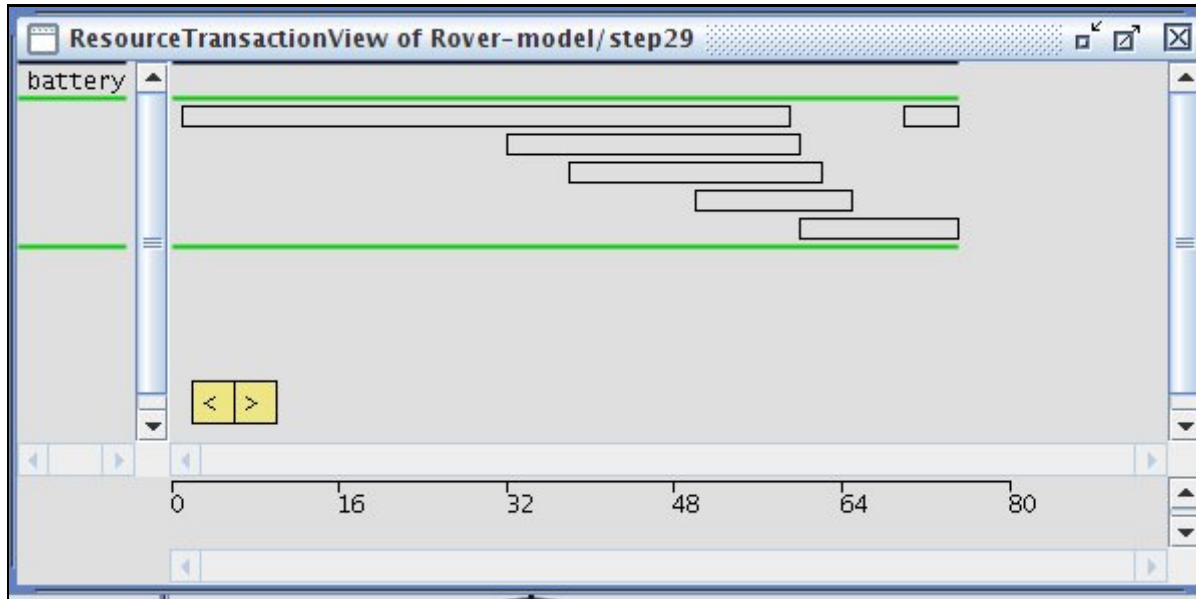 ResourceTransactionView of Rover-model/step29
battery
< >
0 16 32 48 64 80